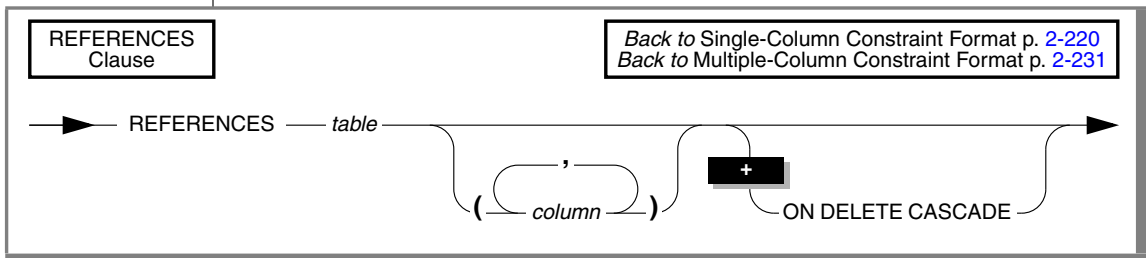 REFERENCES
Clause
Back to Single-Column Constraint Format p. 2-220
Back to Multiple-Column Constraint Format p. 2-231
REFERENCES table
,
( column )
+
ON DELETE CASCADE